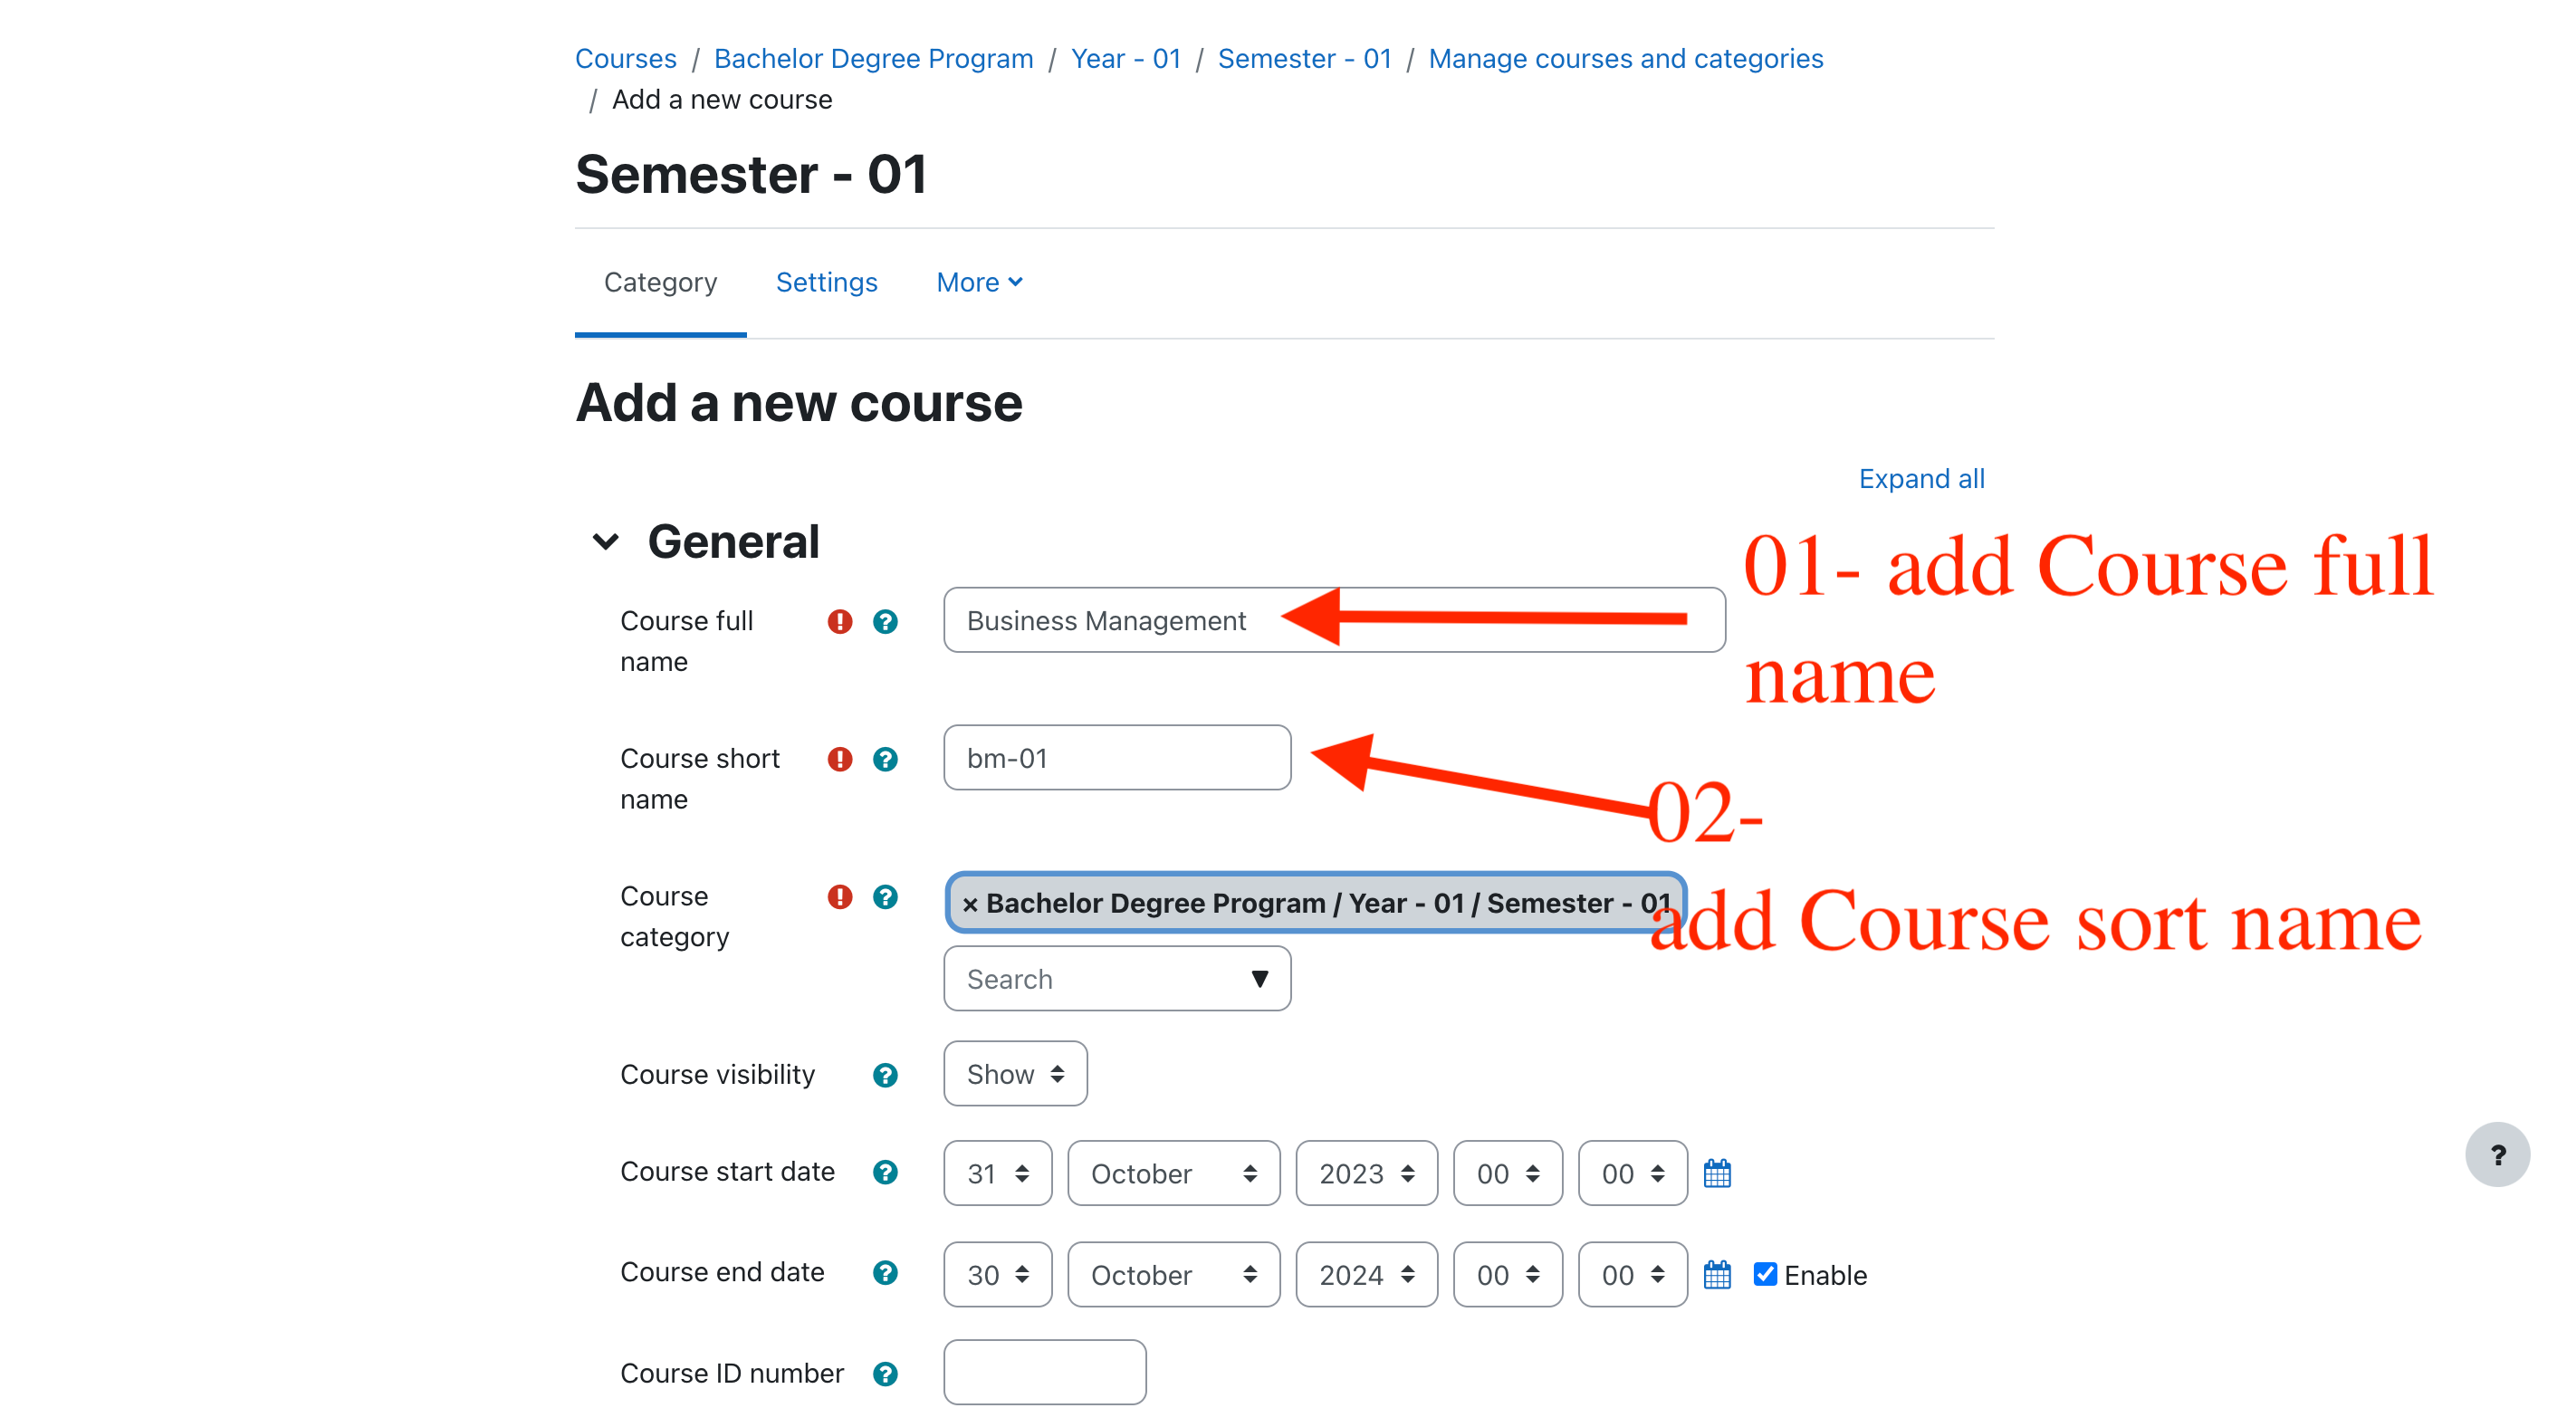 Courses / Bachelor Degree Program / Year - 01 / Semester - 01 / Manage courses and categories
/ Add a new course
Semester - 01
Category Settings More
Add a new course
Expand all
General
01- add Course full
name
Course full
name
Business Management
Course short
name
bm-01
02-
add Course sort name
Course
category
× Bachelor Degree Program / Year - 01 / Semester - 01
Search
Course visibility
Show
Course start date
31 October 2023 00 00
Course end date
30 October 2024 00 00 Enable
Course ID number
?